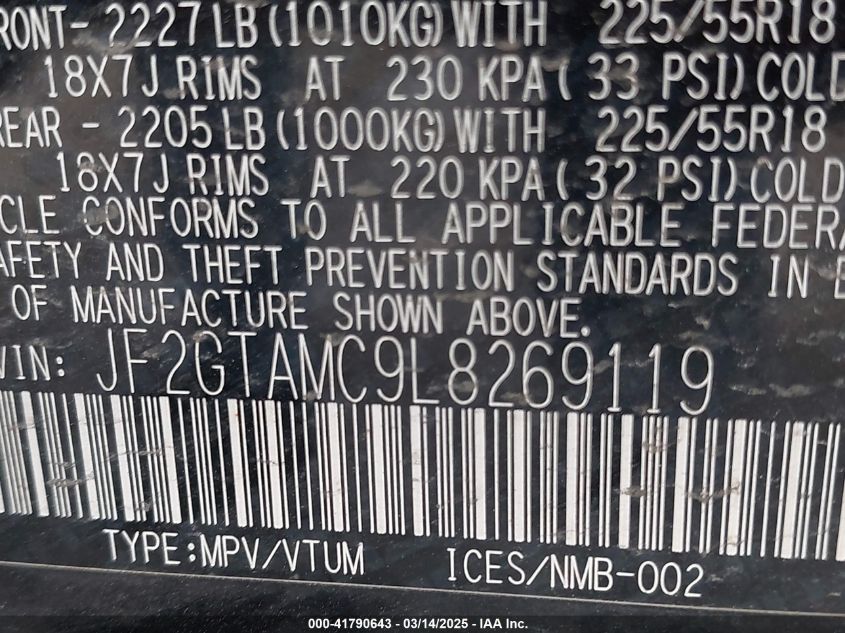 RONT- 2227 LB (1010KG) WITH 225/55R18
18X7J RIMS AT 230 KPA ( 33 PSI) COLD
REAR - 2205 LB (1000KG) WITH 225/55R18
18X7J RIMS AT 220 KPA ( 32 PSI) COLD
CLE CONFORMS TO ALL APPLICABLE FEDERA
AFETY AND THEFT PREVENTION STANDARDS IN E
OF MANUFACTURE SHOWN ABOVE.
VIN: JF2GTAMC9L8269119
TYPE:MPV/VTUM ICES/NMB-002
000-41790643 - 03/14/2025 - IAA Inc.